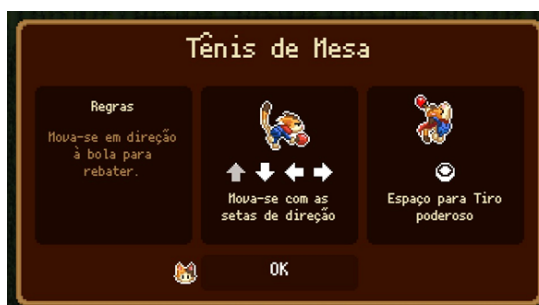 Tênis de Mesa
Regras
Mova-se em direção
à bola para
rebater.
Mova-se com as
setas de direção
Espaço para Tiro
poderoso
OK